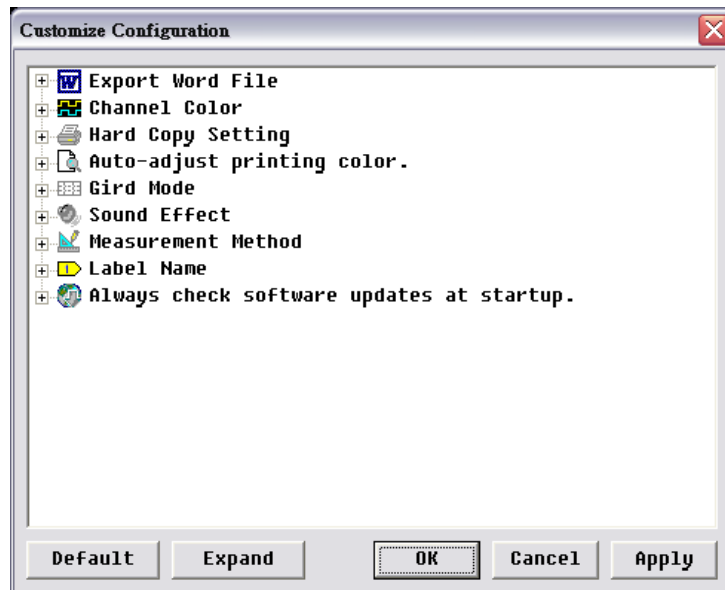 Customize Configuration
Export Word File
Channel Color
Hard Copy Setting
Auto-adjust printing color.
Gird Mode
Sound Effect
Measurement Method
Label Name
Always check software updates at startup.
Default Expand OK Cancel Apply